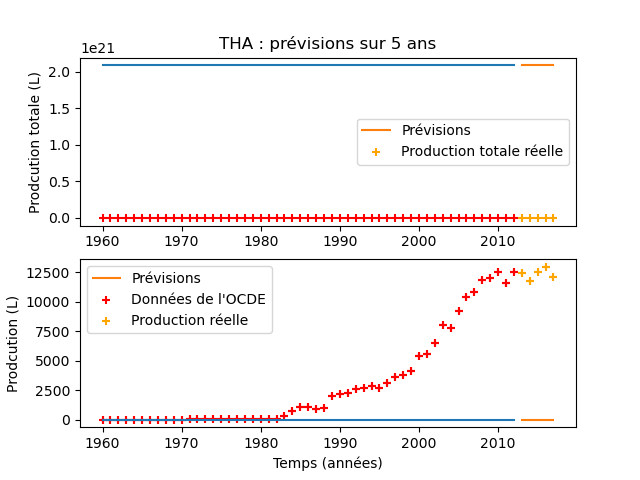 THA : prévisions sur 5 ans
1e21
Prodcution totale (L)
2.0
1.5
1.0
0.5
0.0
Prévisions
Production totale réelle
1960 1970 1980 1990 2000 2010
Prodcution (L)
12500
10000
7500
5000
2500
0
Prévisions
Données de l'OCDE
Production réelle
1960 1970 1980 1990 2000 2010
Temps (années)